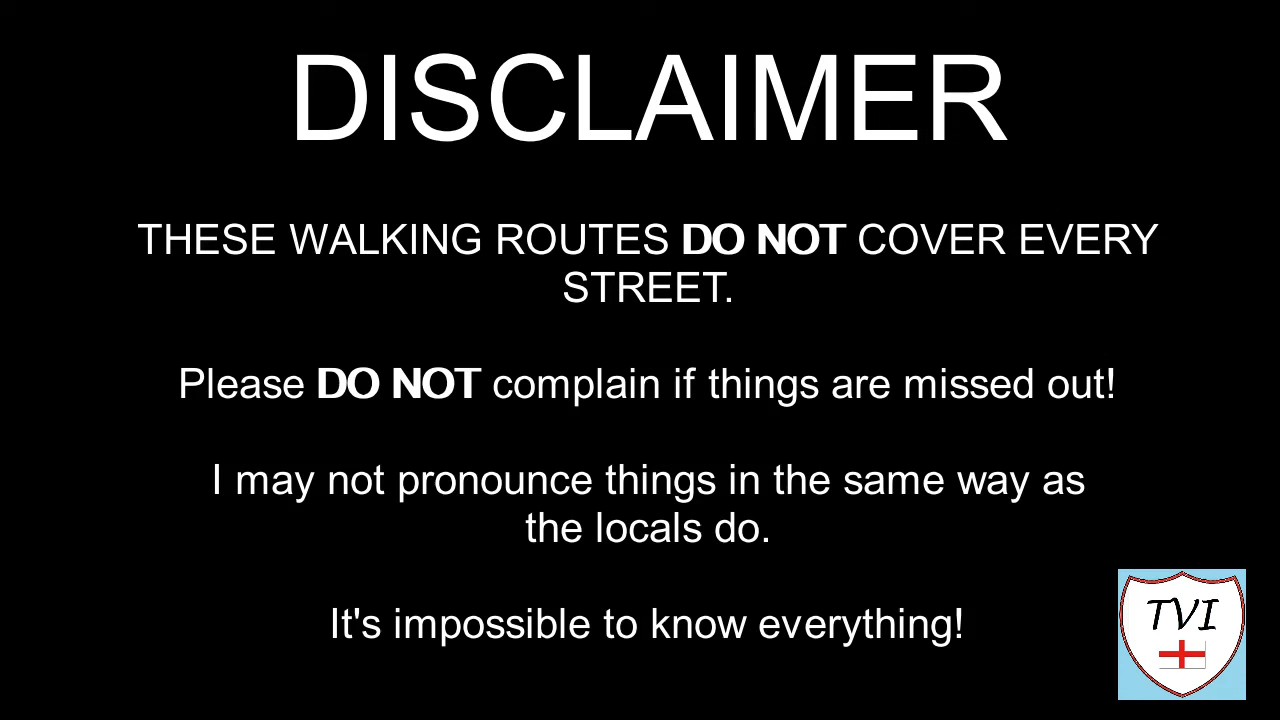 DISCLAIMER
THESE WALKING ROUTES DO NOT COVER EVERY
STREET.
Please DO NOT complain if things are missed out!
I may not pronounce things in the same way as
the locals do.
It's impossible to know everything!
TVI